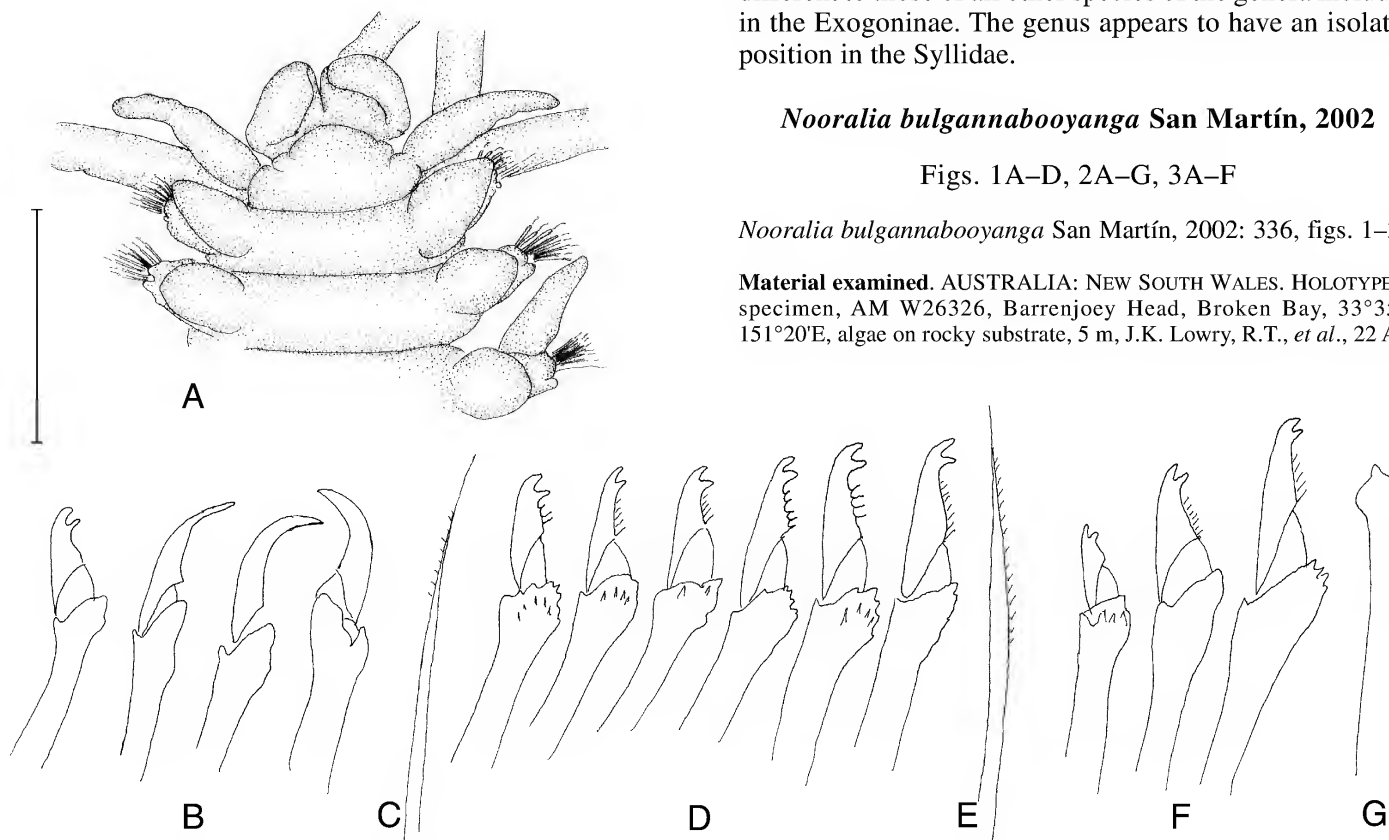 in the Exogoninae. The genus appears to have an isolat
position in the Syllidae.
Nooralia bulgannabooyanga San Martín, 2002
Figs. 1A–D, 2A–G, 3A–F
Nooralia bulgannabooyanga San Martín, 2002: 336, figs. 1–
Material examined. AUSTRALIA: NEW SOUTH WALES. HOLOTYPE
specimen, AM W26326, Barrenjoey Head, Broken Bay, 33°3
151°20'E, algae on rocky substrate, 5 m, J.K. Lowry, R.T., et al., 22 A
A
B
C
D
E
F
G